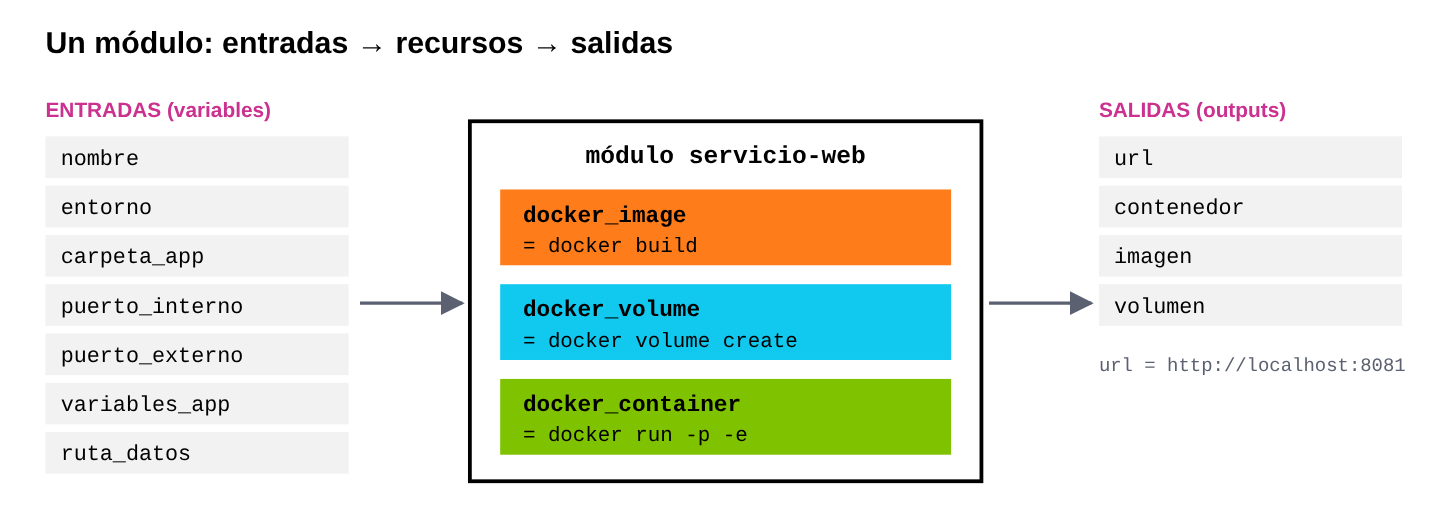 Un módulo: entradas → recursos → salidas
ENTRADAS (variables)
nombre
entorno
carpeta_app
puerto_interno
puerto_externo
variables_app
ruta_datos
módulo servicio-web
docker_image
= docker build
docker_volume
= docker volume create
docker_container
= docker run -p -e
SALIDAS (outputs)
url
contenedor
imagen
volumen
url = http://localhost:8081